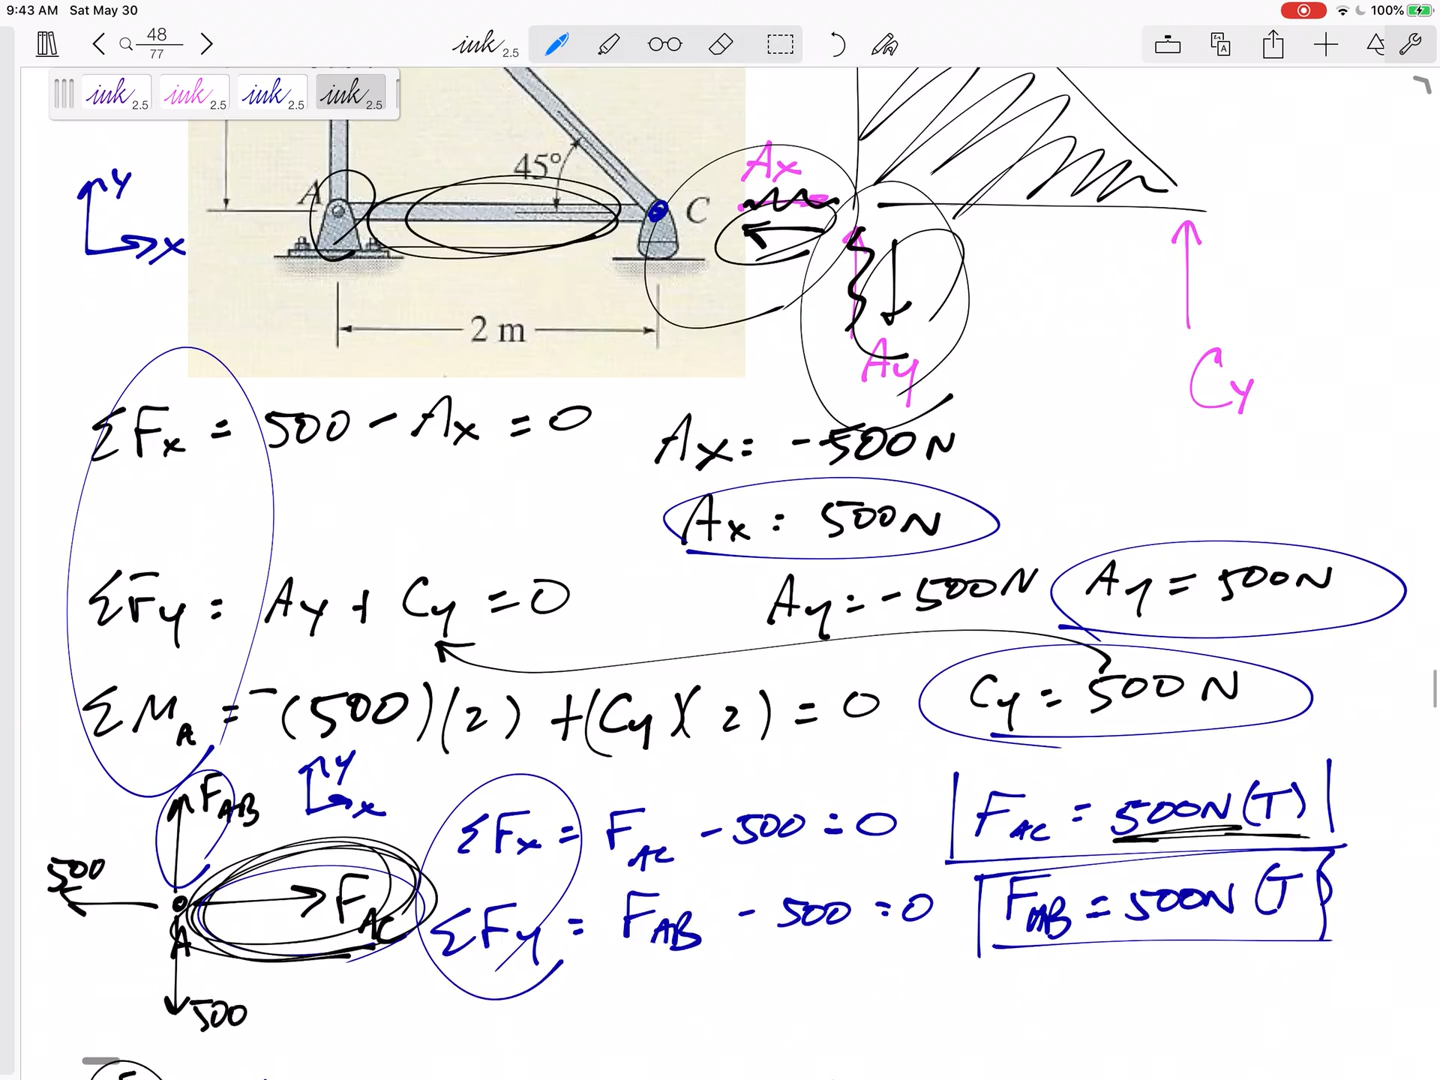 9:43 AM Sat May 30
100%
48
77
ink 2.5
ink 2.5
ink 2.5
ink 2.5
ink 2.5
Y
X
A
45°
C
2 m
Ax
Ay
Cy
ΣFx = 500 - Ax = 0
Ax = -500N
Ax = 500N
ΣFy = Ay + Cy = 0
Ay = -500N
Ay = 500N
ΣMA = -(500)(2) + (Cy)(2) = 0
Cy = 500N
FAB
Y
x
500
A
FAC
500
ΣFx = FAC - 500 = 0
FAC = 500N (T)
ΣFy = FAB - 500 = 0
FAB = 500N (T)